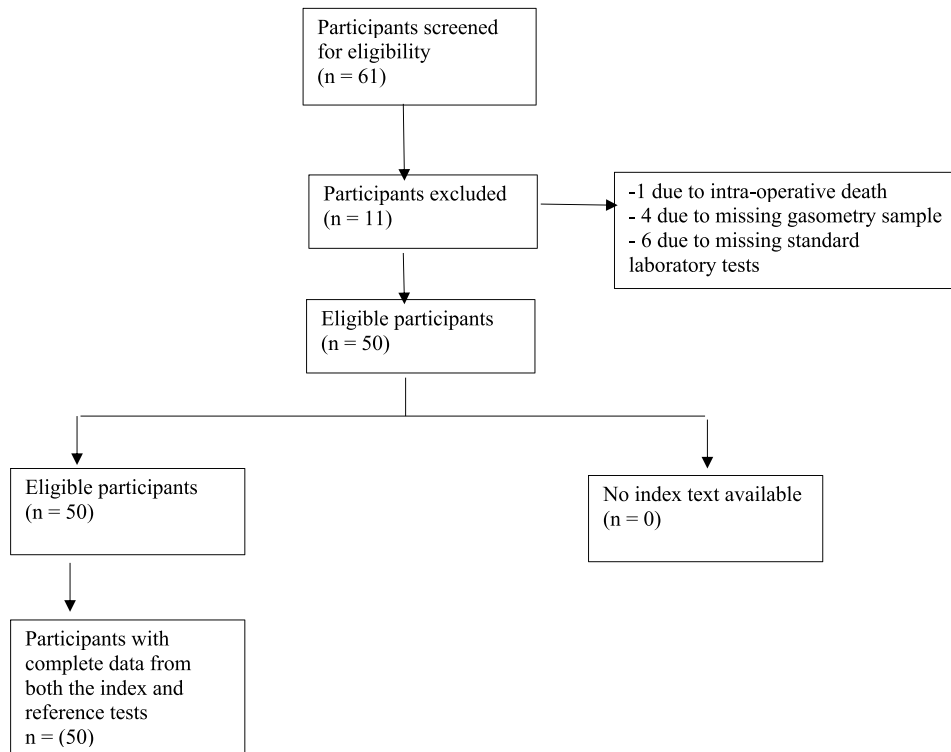 Participants screened
for eligibility
(n = 61)
Participants excluded
(n = 11)
-1 due to intra-operative death
- 4 due to missing gasometry sample
- 6 due to missing standard
laboratory tests
Eligible participants
(n = 50)
Eligible participants
(n = 50)
No index text available
(n = 0)
Participants with
complete data from
both the index and
reference tests
n = (50)